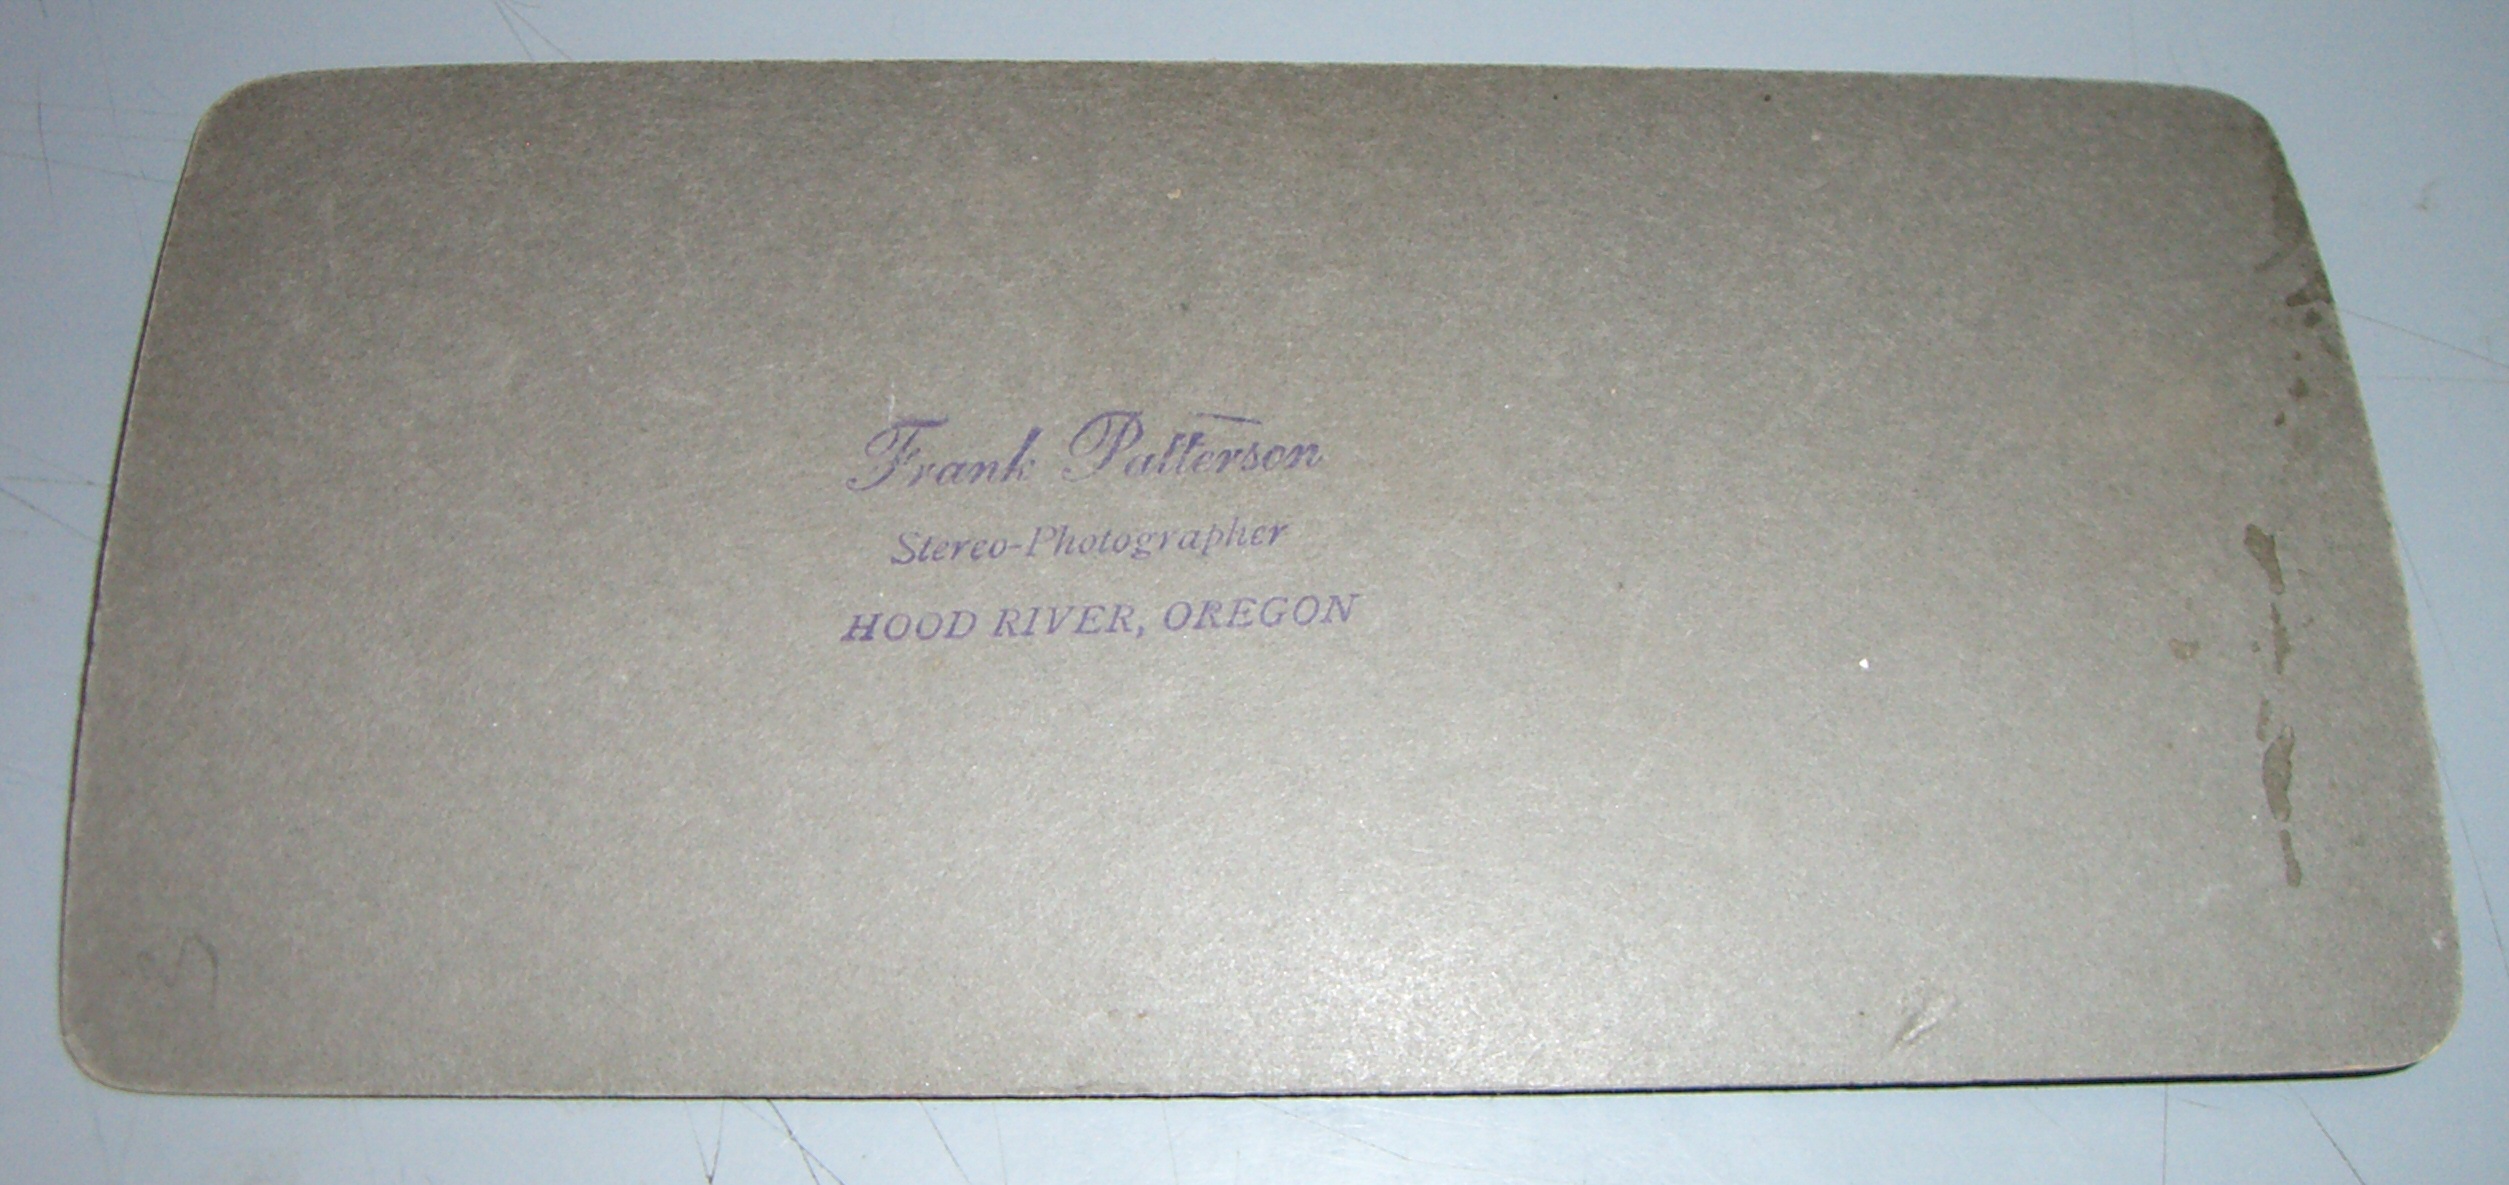 Frank Patterson
Stereo-Photographer
HOOD RIVER, OREGON